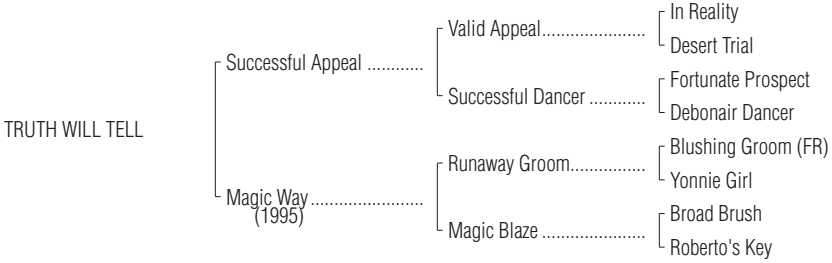 In Reality
Valid Appeal......................
Desert Trial
Successful Appeal ............
Fortunate Prospect
Successful Dancer ............
Debonair Dancer
TRUTH WILL TELL
Blushing Groom (FR)
Runaway Groom................
Yonnie Girl
Magic Way ........................
(1995)
Broad Brush
Magic Blaze ......................
Roberto's Key